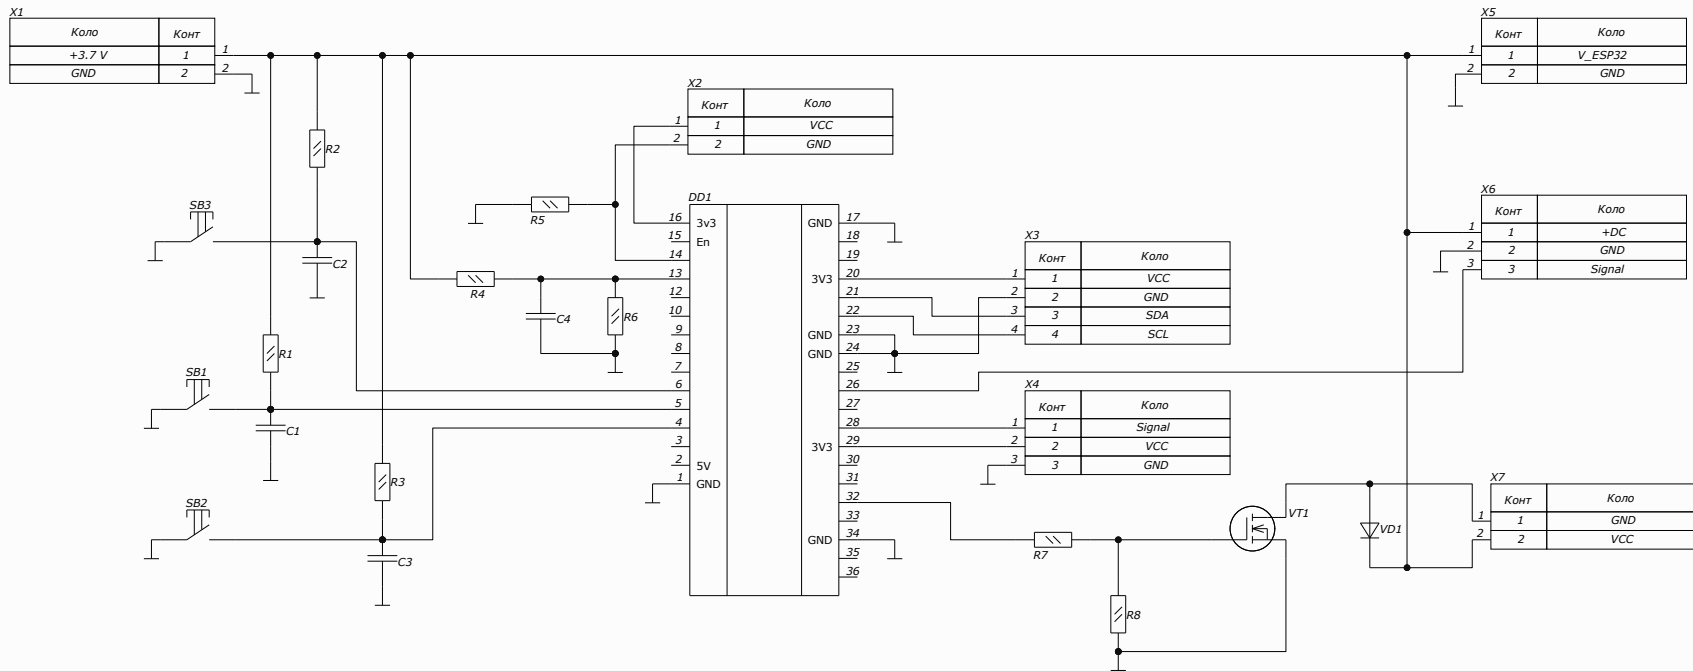 X1
Коло Конт
+3.7 V 1 1
GND 2 2
X5
Конт Коло
1 1 V_ESP32
2 2 GND
X2
Конт Коло
1 1 VCC
2 2 GND
R2
SB3
C2
R5
R4
C4
R6
R1
SB1
C1
R3
SB2
C3
DD1
16 3v3
15 En
14
13
12
10
9
8
7
6
5
4
3
2 5V
1 GND
GND 17
18
19
3V3 20
21
22
GND 23
GND 24
25
26
27
28
3V3 29
30
31
32
33
GND 34
35
36
X3
Конт Коло
1 1 VCC
2 2 GND
3 3 SDA
4 4 SCL
X6
Конт Коло
1 1 +DC
2 2 GND
3 3 Signal
X4
Конт Коло
1 1 Signal
2 2 VCC
3 3 GND
R7
R8
VT1
VD1
X7
Конт Коло
1 1 GND
2 2 VCC